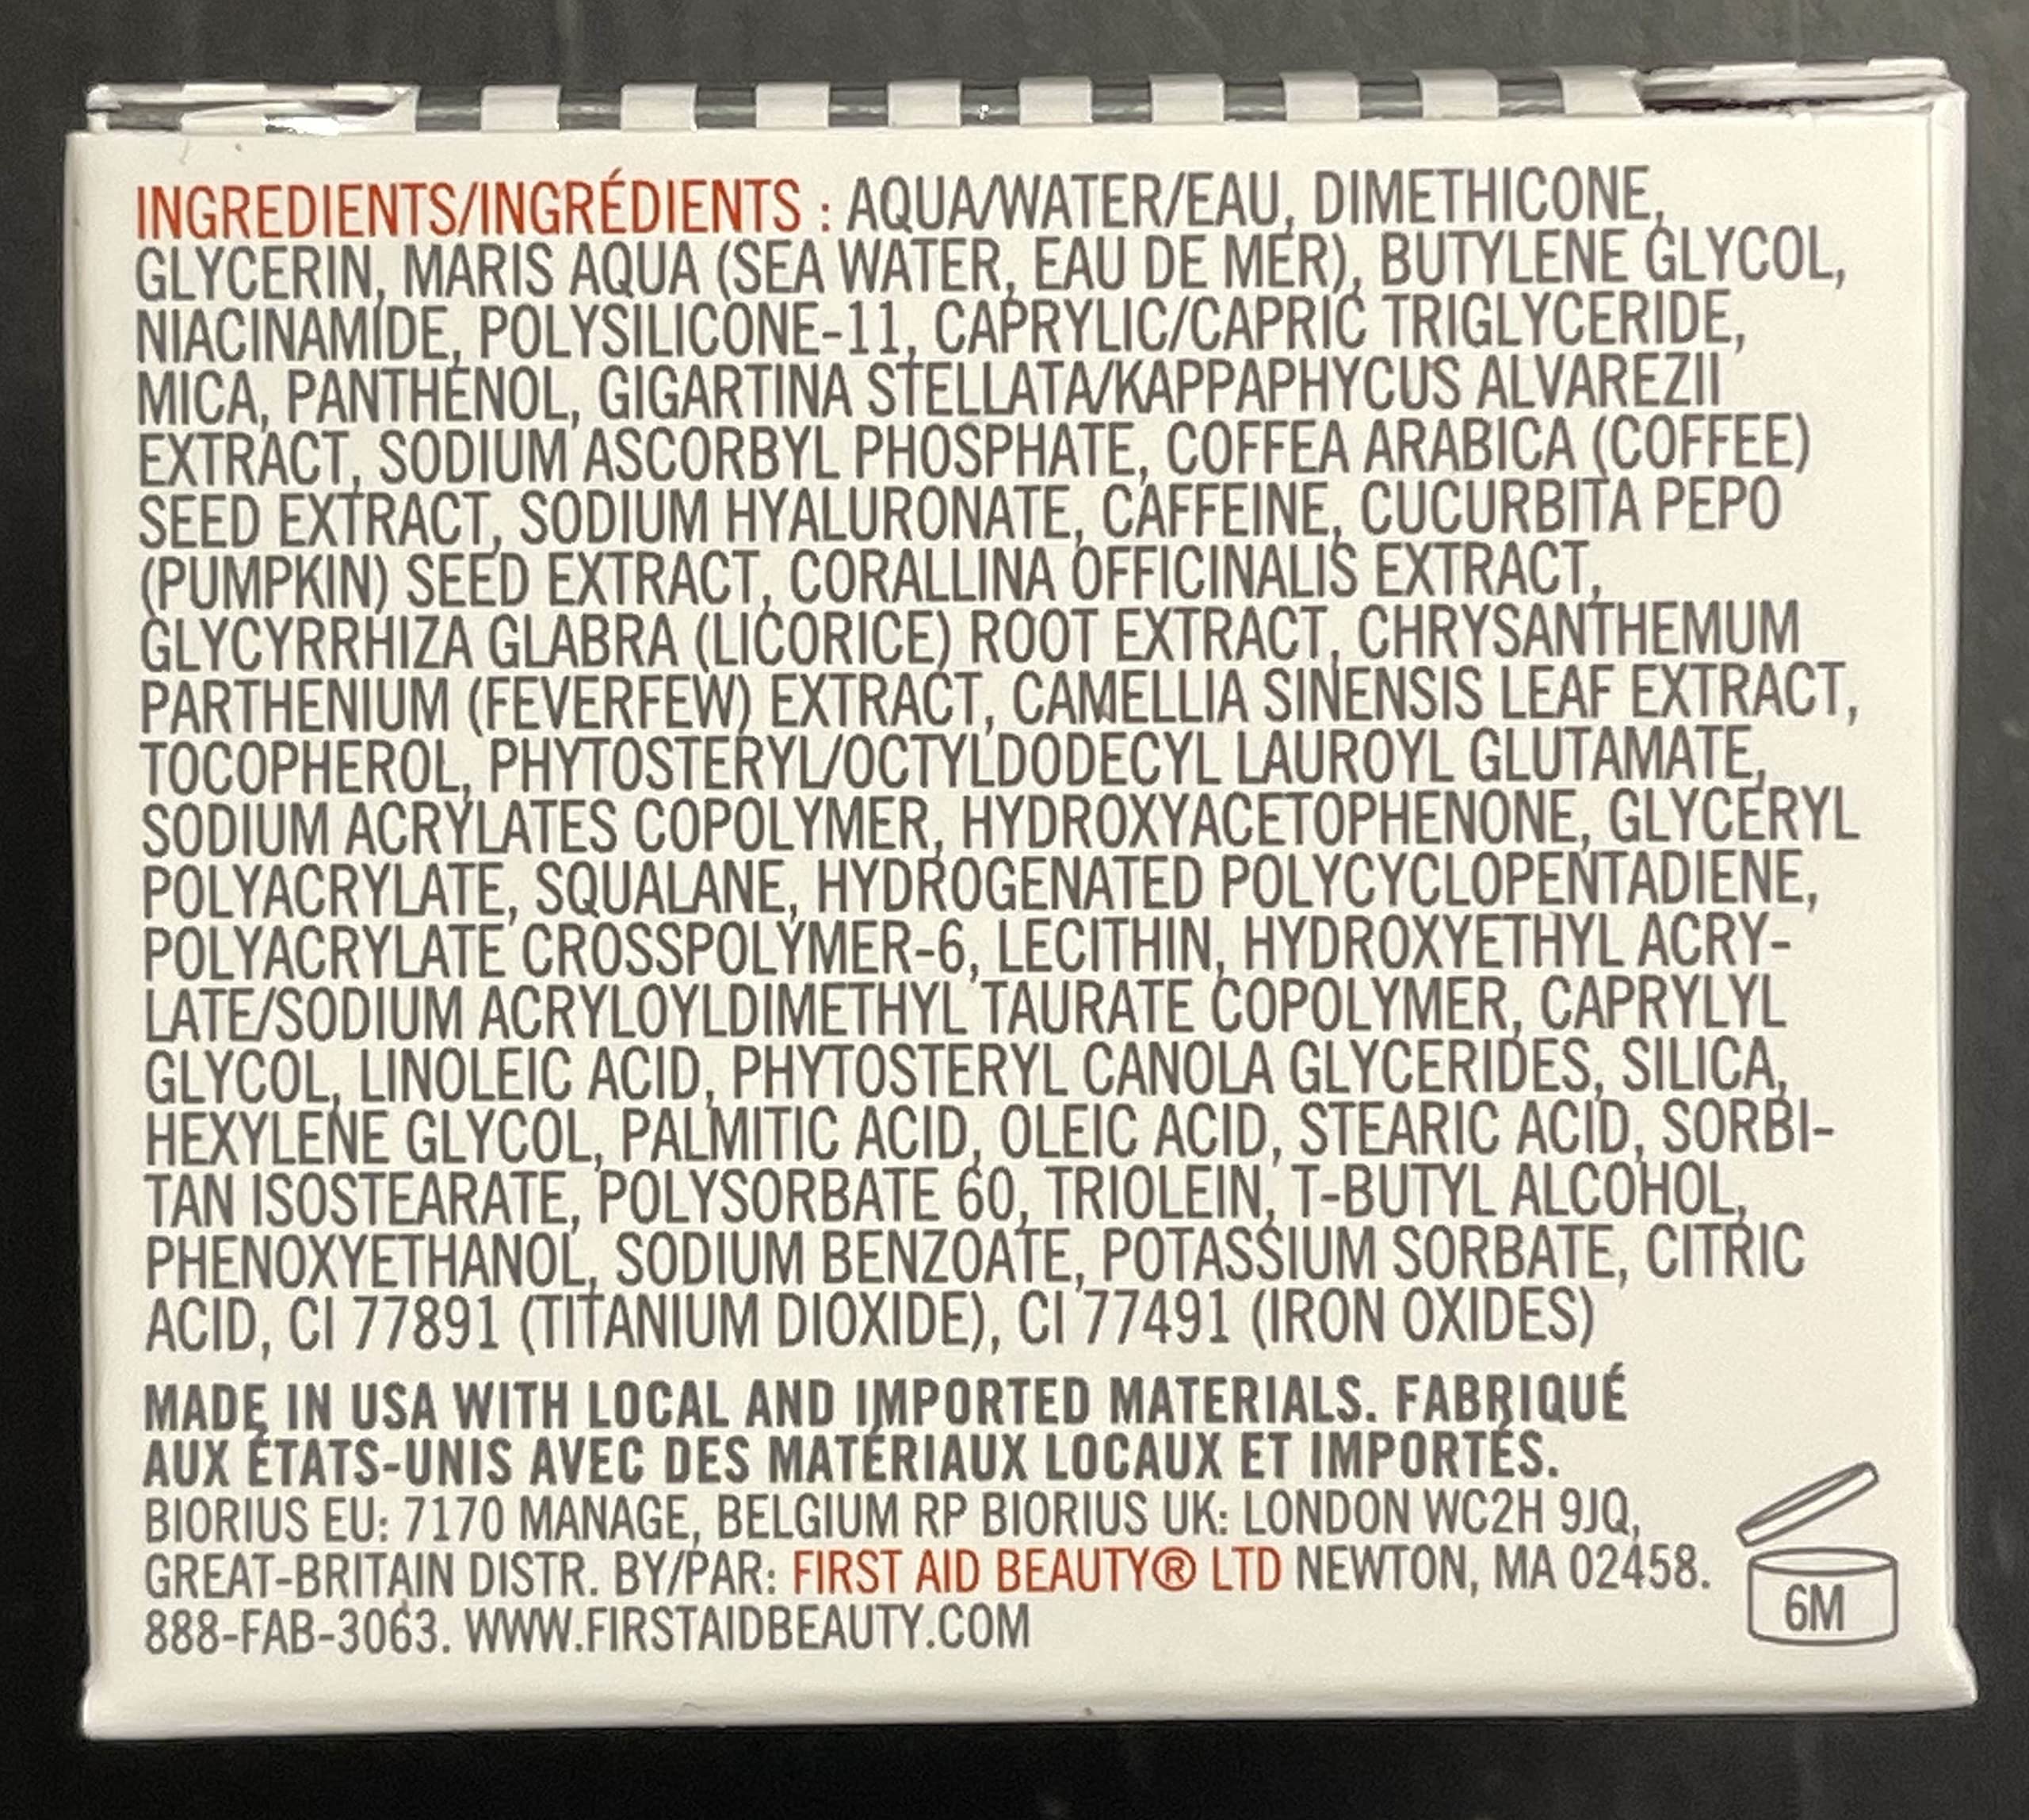 INGREDIENTS/INGRÉDIENTS : AQUA/WATER/EAU, DIMETHICONE,
GLYCERIN, MARIS AQUA (SEA WATER, EAU DE MER), BUTYLENE GLYCOL,
NIACINAMIDE, POLYSILICONE-11, CAPRYLIC/CAPRIC TRIGLYCERIDE,
MICA, PANTHENOL, GIGARTINA STELLATA/KAPPAPHYCUS ALVAREZII
EXTRACT, SODIUM ASCORBYL PHOSPHATE, COFFEA ARABICA (COFFEE)
SEED EXTRACT, SODIUM HYALURONATE, CAFFEINE, CUCURBITA PEPO
(PUMPKIN) SEED EXTRACT, CORALLINA OFFICINALIS EXTRACT,
GLYCYRRHIZA GLABRA (LICORICE) ROOT EXTRACT, CHRYSANTHEMUM
PARTHENIUM (FEVERFEW) EXTRACT, CAMELLIA SINENSIS LEAF EXTRACT,
TOCOPHEROL, PHYTOSTERYL/OCTYLDODECYL LAUROYL GLUTAMATE,
SODIUM ACRYLATES COPOLYMER, HYDROXYACETOPHENONE, GLYCERYL
POLYACRYLATE, SQUALANE, HYDROGENATED POLYCYCLOPENTADIENE,
POLYACRYLATE CROSSPOLYMER-6, LECITHIN, HYDROXYETHYL ACRY-
LATE/SODIUM ACRYLOYLDIMETHYL TAURATE COPOLYMER, CAPRYLYL
GLYCOL, LINOLEIC ACID, PHYTOSTERYL CANOLA GLYCERIDES, SILICA,
HEXYLENE GLYCOL, PALMITIC ACID, OLEIC ACID, STEARIC ACID, SORBI-
TAN ISOSTEARATE, POLYSORBATE 60, TRIOLEIN, T-BUTYL ALCOHOL,
PHENOXYETHANOL, SODIUM BENZOATE, POTASSIUM SORBATE, CITRIC
ACID, CI 77891 (TITANIUM DIOXIDE), CI 77491 (IRON OXIDES)
MADE IN USA WITH LOCAL AND IMPORTED MATERIALS. FABRIQUÉ
AUX ÉTATS-UNIS AVEC DES MATÉRIAUX LOCAUX ET IMPORTÉS.
BIORIUS EU: 7170 MANAGE, BELGIUM RP BIORIUS UK: LONDON WC2H 9JQ,
GREAT-BRITAIN DISTR. BY/PAR: FIRST AID BEAUTY® LTD NEWTON, MA 02458.
888-FAB-3063. WWW.FIRSTAIDBEAUTY.COM
6M